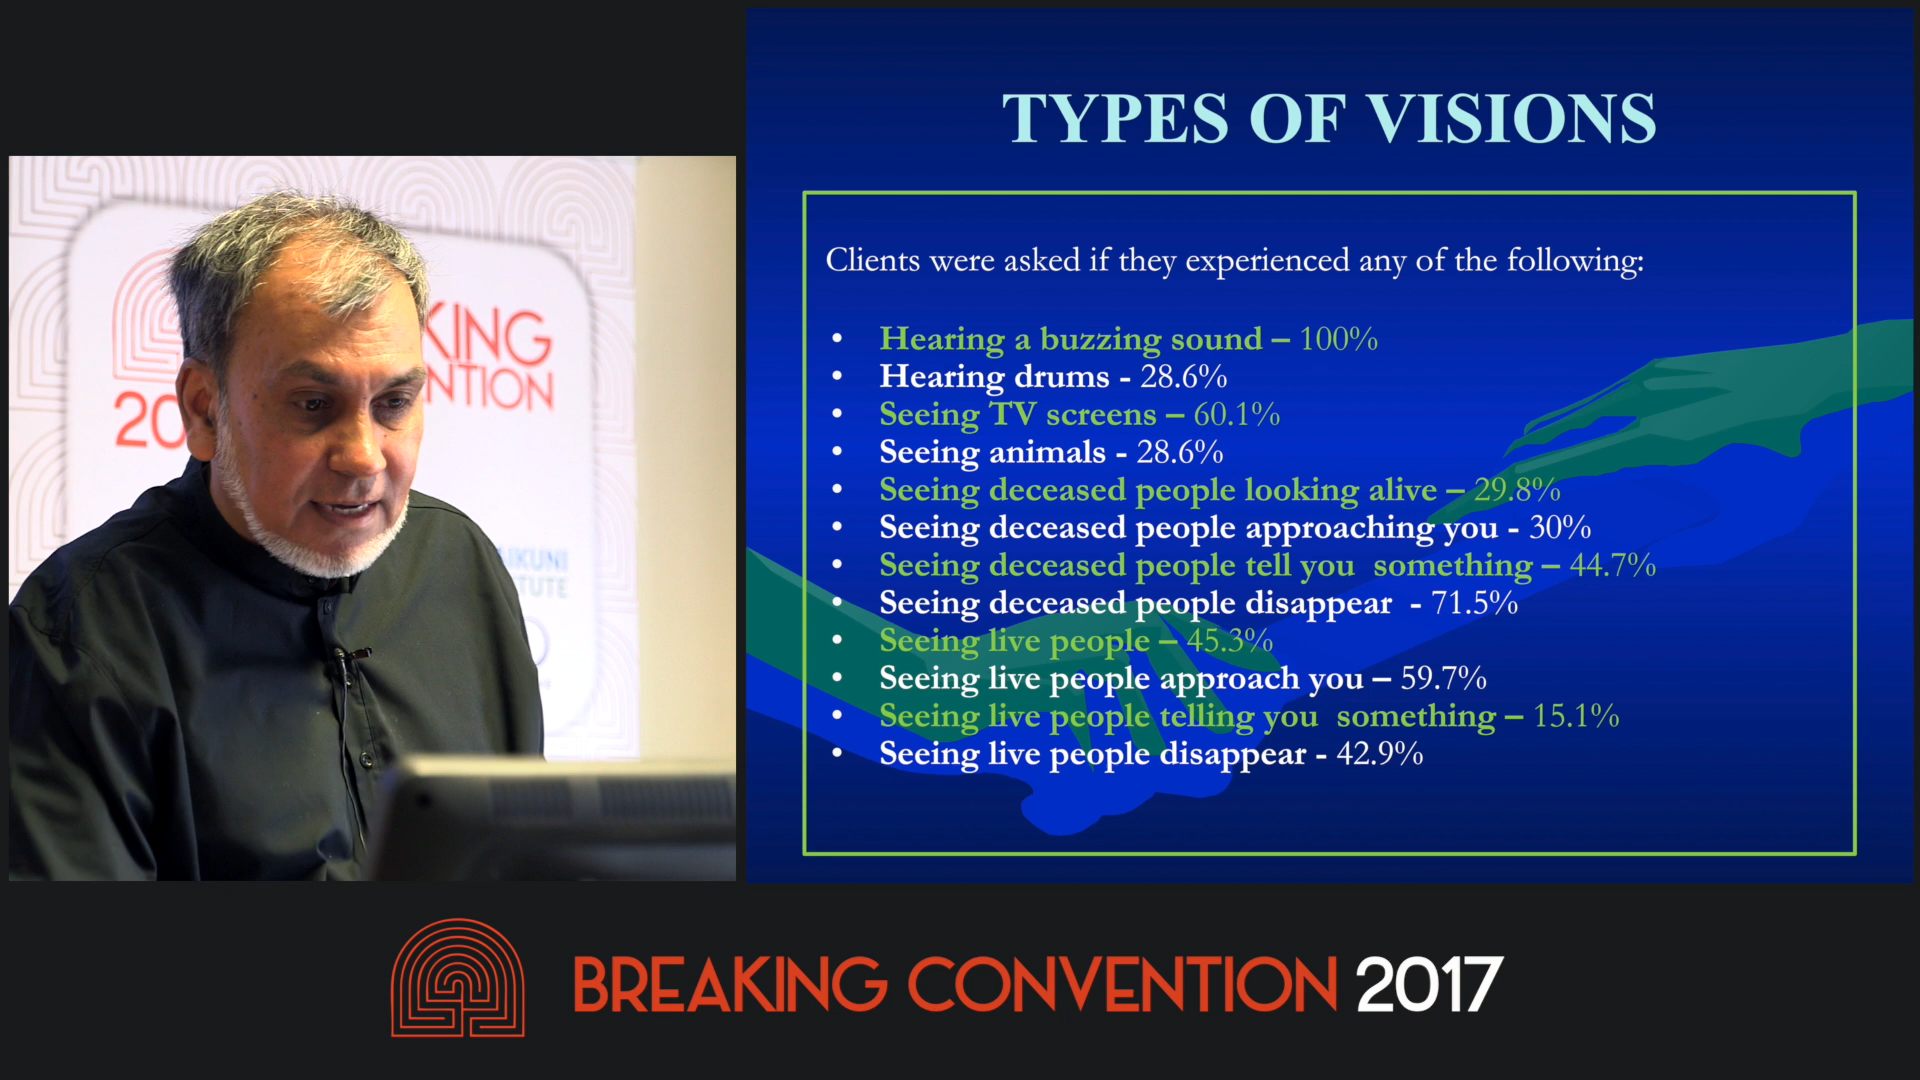 TYPES OF VISIONS
Clients were asked if they experienced any of the following:
• Hearing a buzzing sound – 100%
• Hearing drums - 28.6%
• Seeing TV screens – 60.1%
• Seeing animals - 28.6%
• Seeing deceased people looking alive – 29.8%
• Seeing deceased people approaching you - 30%
• Seeing deceased people tell you something – 44.7%
• Seeing deceased people disappear - 71.5%
• Seeing live people – 45.3%
• Seeing live people approach you – 59.7%
• Seeing live people telling you something – 15.1%
• Seeing live people disappear - 42.9%
KING
NTION
20
BREAKING CONVENTION 2017